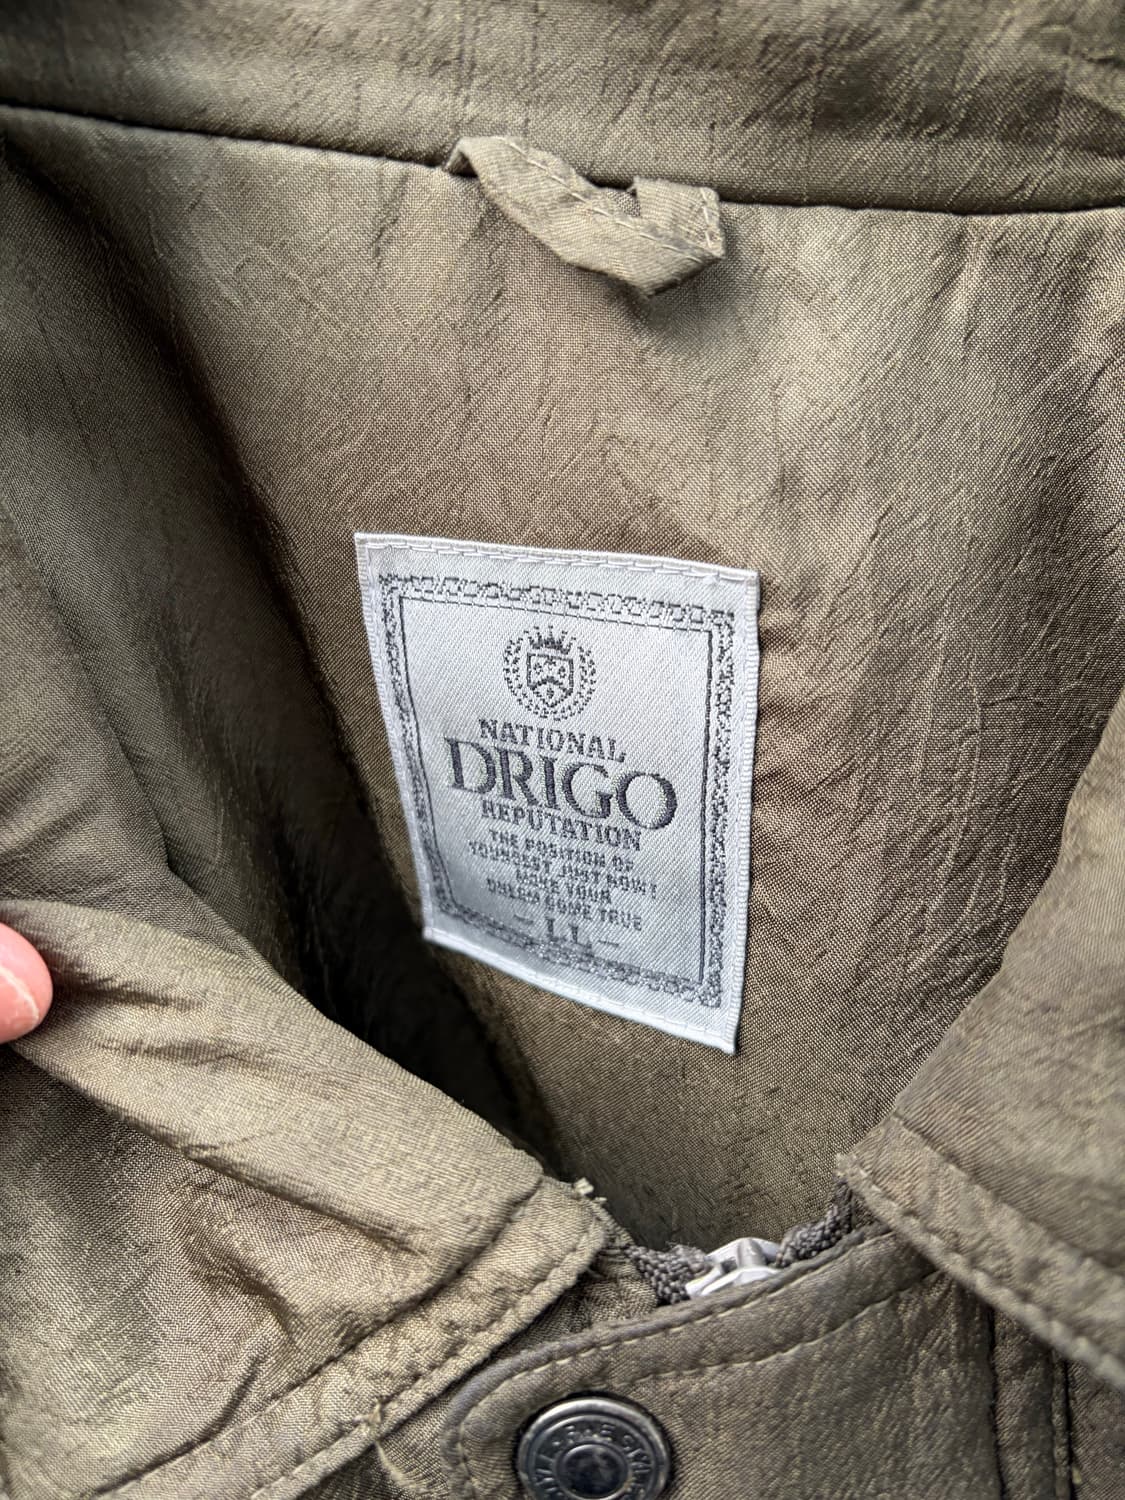 NATIONAL
DRIGO
REPUTATION
THE POSITION OF
YOURSELF JUST NOW!
MAKE YOUR
DREAM COME TRUE
- LL -